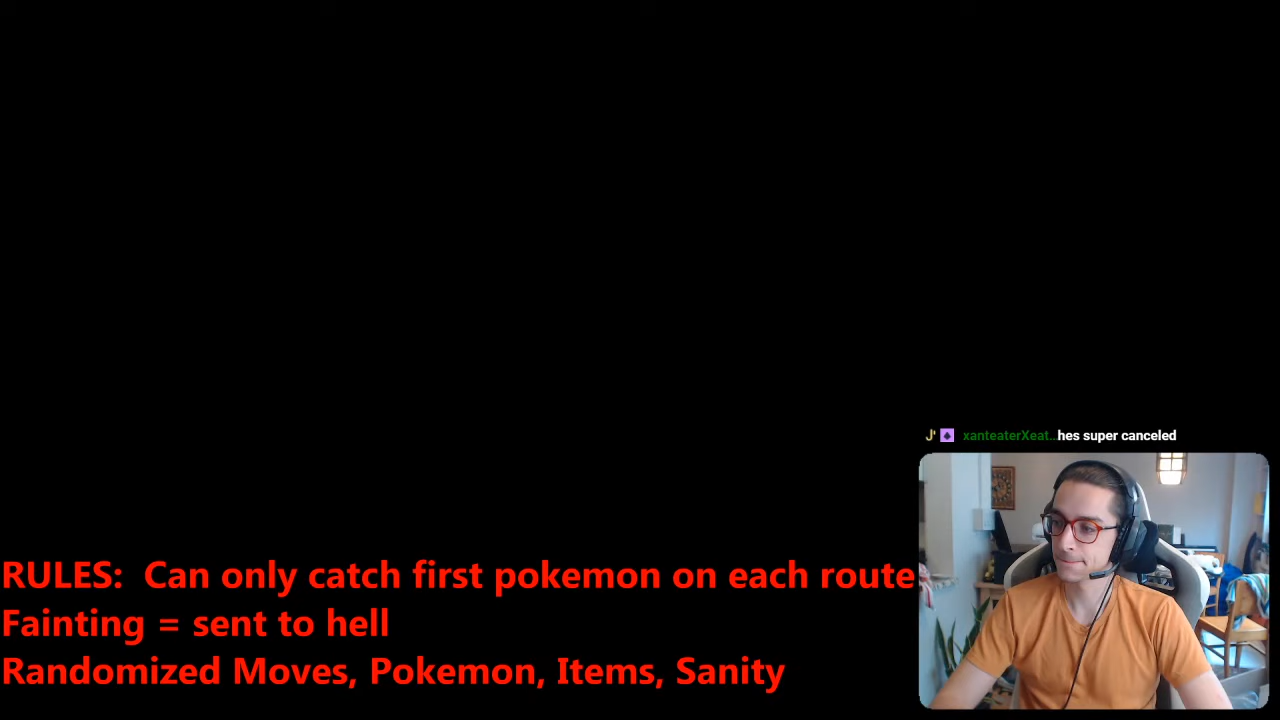 xanteaterXeat.. hes super canceled
RULES:  Can only catch first pokemon on each route
Fainting = sent to hell
Randomized Moves, Pokemon, Items, Sanity